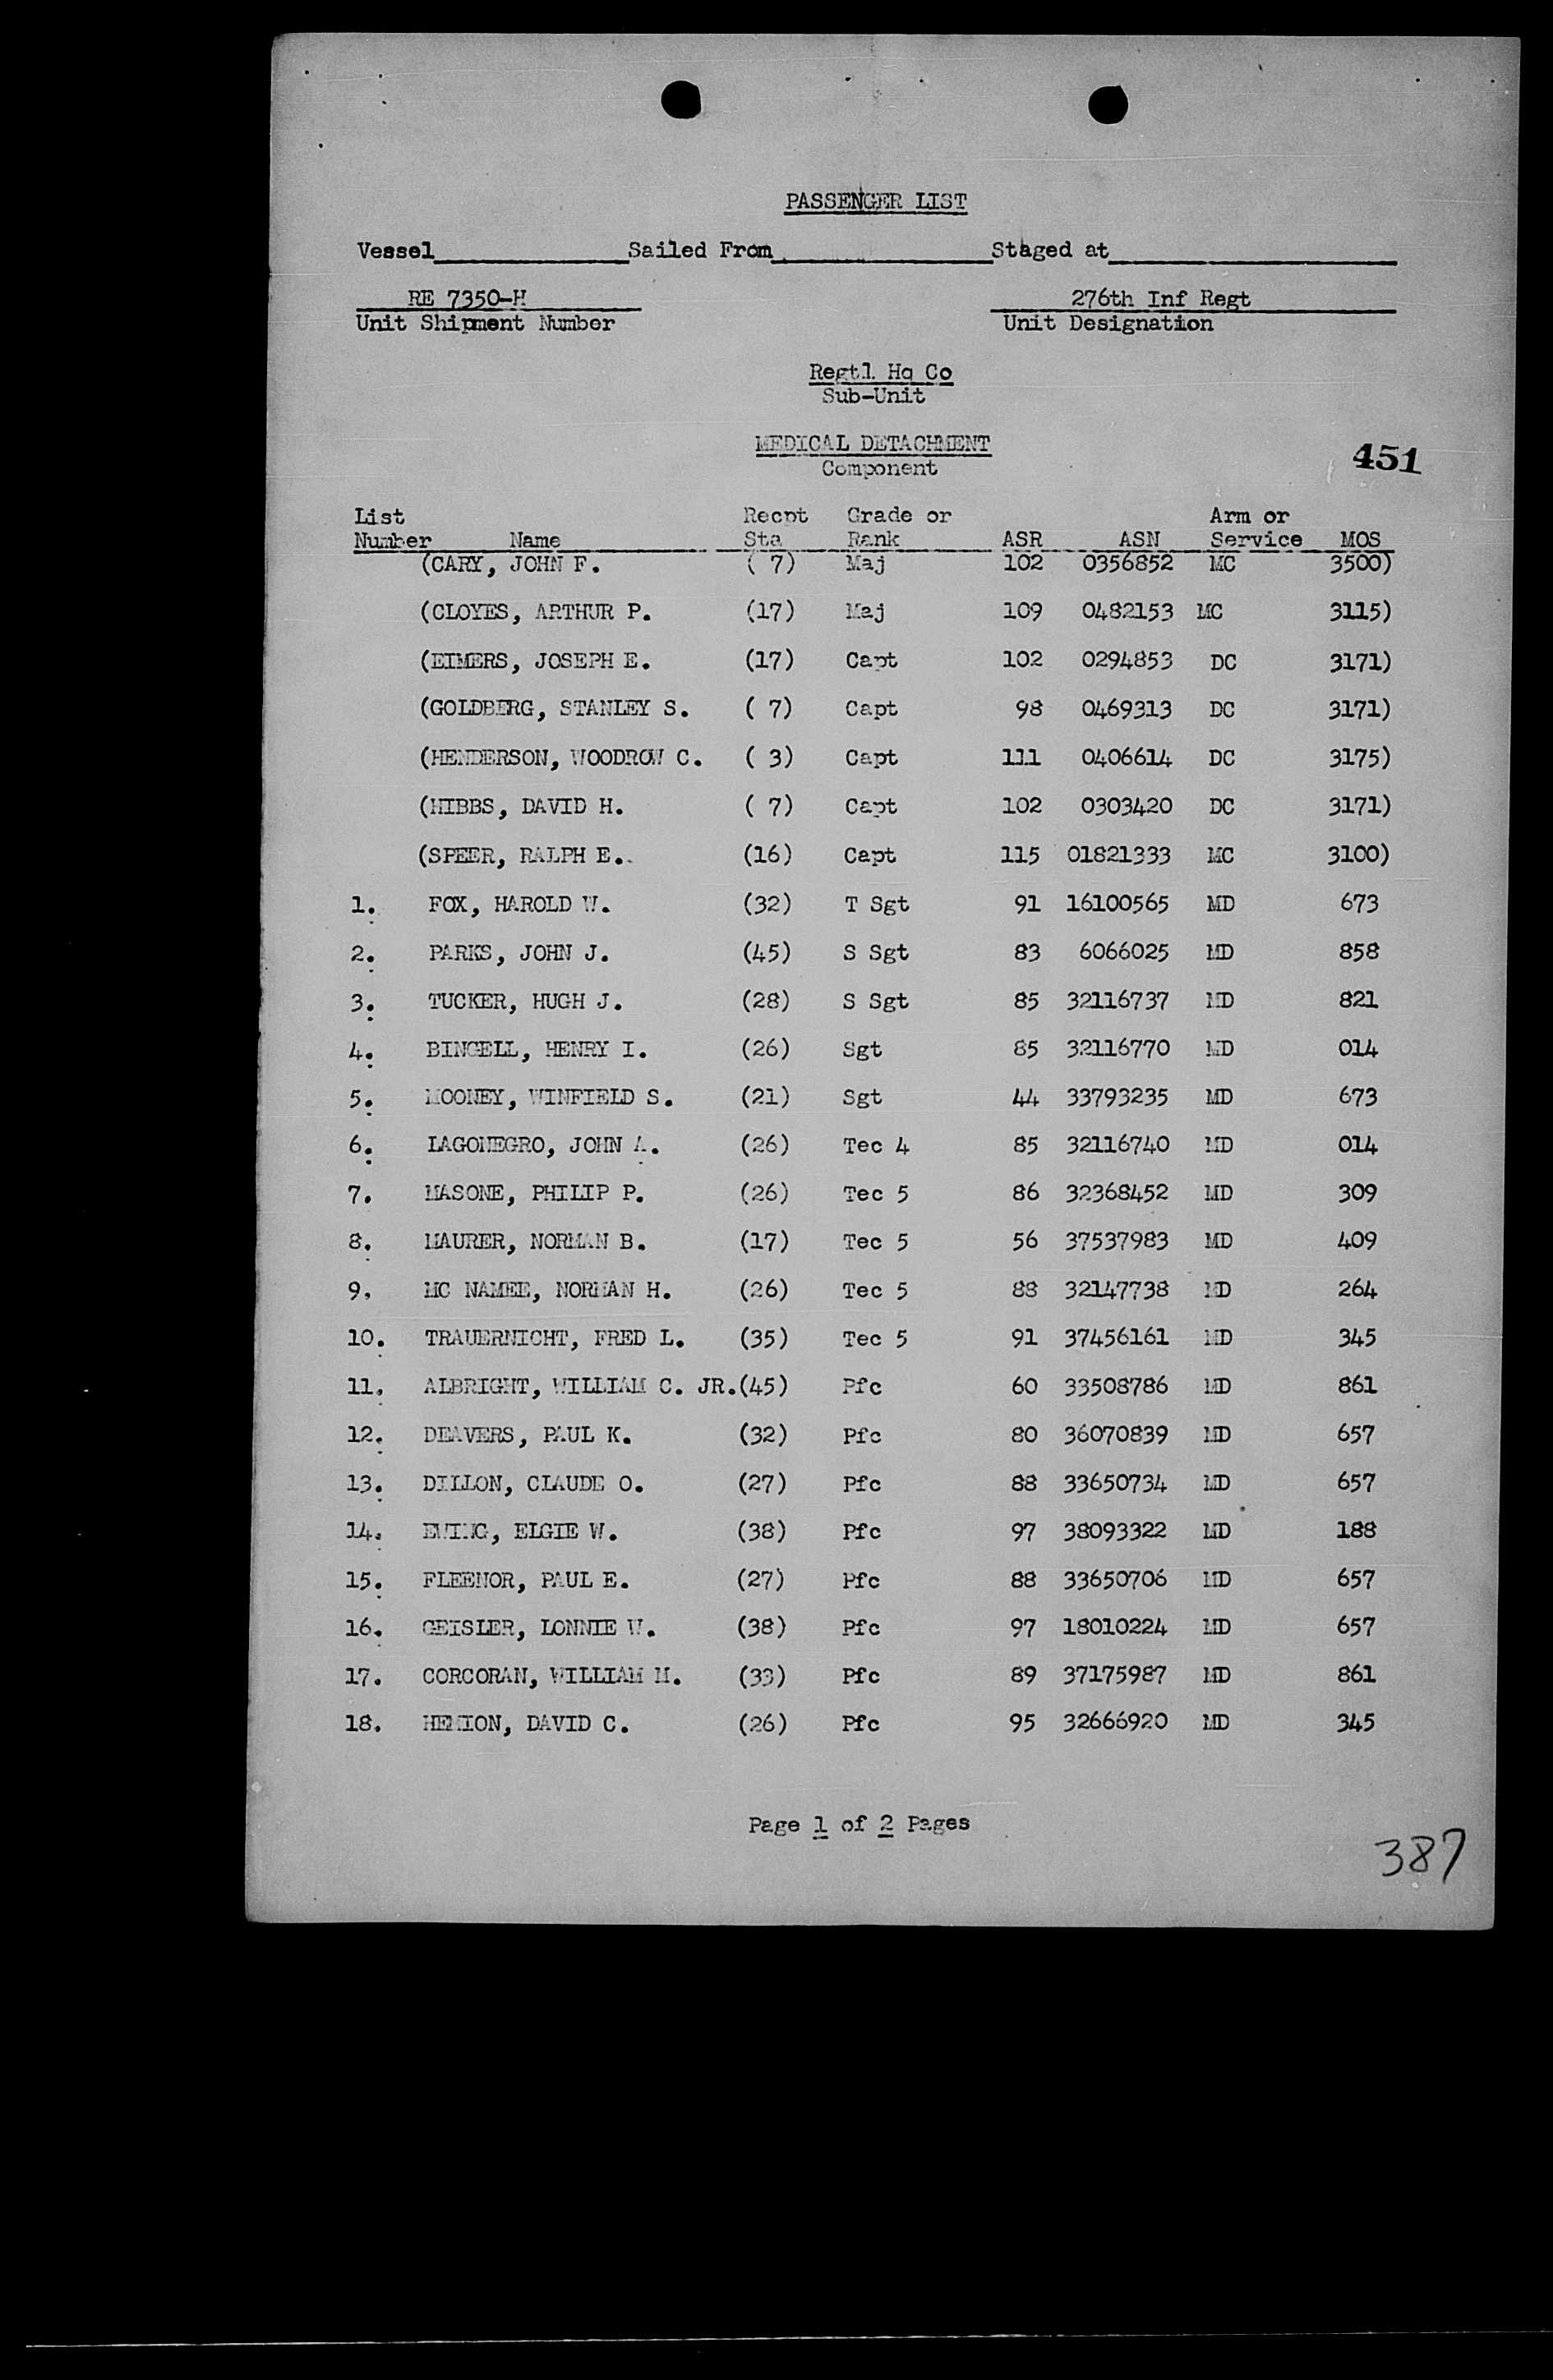 PASSENGER LIST
Vessel Sailed From Staged at
RE 7350-H 276th Inf Regt
Unit Shipment Number Unit Designation
Regtl Hq Co
Sub-Unit
MEDICAL DETACHMENT
Component
451
List Recpt Grade or Arm or
Number Name Sta Rank ASR ASN Service MOS
(CARY, JOHN F. ( 7) Maj 102 0356852 MC 3500)
(CLOYES, ARTHUR P. (17) Maj 109 0482153 MC 3115)
(EIMERS, JOSEPH E. (17) Capt 102 0294853 DC 3171)
(GOLDBERG, STANLEY S. ( 7) Capt 98 0469313 DC 3171)
(HENDERSON, WOODROW C. ( 3) Capt 111 0406614 DC 3175)
(HIBBS, DAVID H. ( 7) Capt 102 0303420 DC 3171)
(SPEER, RALPH E. (16) Capt 115 01821333 MC 3100)
1. FOX, HAROLD W. (32) T Sgt 91 16100565 MD 673
2. PARKS, JOHN J. (45) S Sgt 83 6066025 MD 858
3. TUCKER, HUGH J. (28) S Sgt 85 32116737 MD 821
4. BINGELL, HENRY I. (26) Sgt 85 32116770 MD 014
5. MOONEY, WINFIELD S. (21) Sgt 44 33793235 MD 673
6. LAGONEGRO, JOHN A. (26) Tec 4 85 32116740 MD 014
7. MASONE, PHILIP P. (26) Tec 5 86 32368452 MD 309
8. MAURER, NORMAN B. (17) Tec 5 56 37537983 MD 409
9. MC NAMEE, NORMAN H. (26) Tec 5 88 32147738 MD 264
10. TRAUERNICHT, FRED L. (35) Tec 5 91 37456161 MD 345
11. ALBRIGHT, WILLIAM C. JR.(45) Pfc 60 33508786 MD 861
12. DEAVERS, PAUL K. (32) Pfc 80 36070839 MD 657
13. DILLON, CLAUDE O. (27) Pfc 88 33650734 MD 657
14. EWING, ELGIE W. (38) Pfc 97 38093322 MD 188
15. FLEENOR, PAUL E. (27) Pfc 88 33650706 MD 657
16. GEISLER, LONNIE W. (38) Pfc 97 18010224 MD 657
17. CORCORAN, WILLIAM M. (33) Pfc 89 37175987 MD 861
18. HEMION, DAVID C. (26) Pfc 95 32666920 MD 345
Page 1 of 2 Pages
387